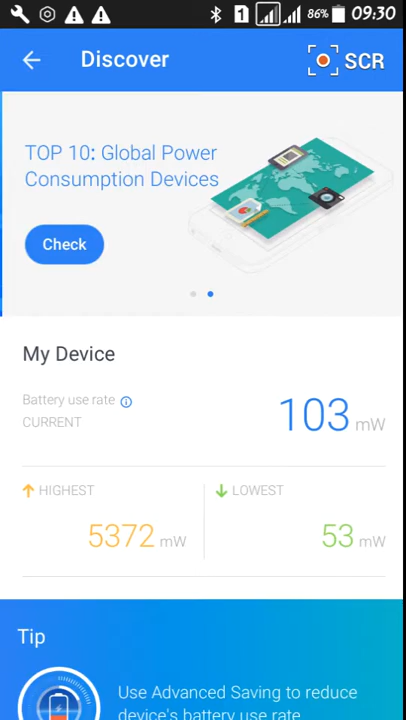 1 86% 09:30
Discover SCR
TOP 10: Global Power
Consumption Devices
Check
My Device
Battery use rate
CURRENT
103 mW
HIGHEST
5372 mW
LOWEST
53 mW
Tip
Use Advanced Saving to reduce
device's battery use rate